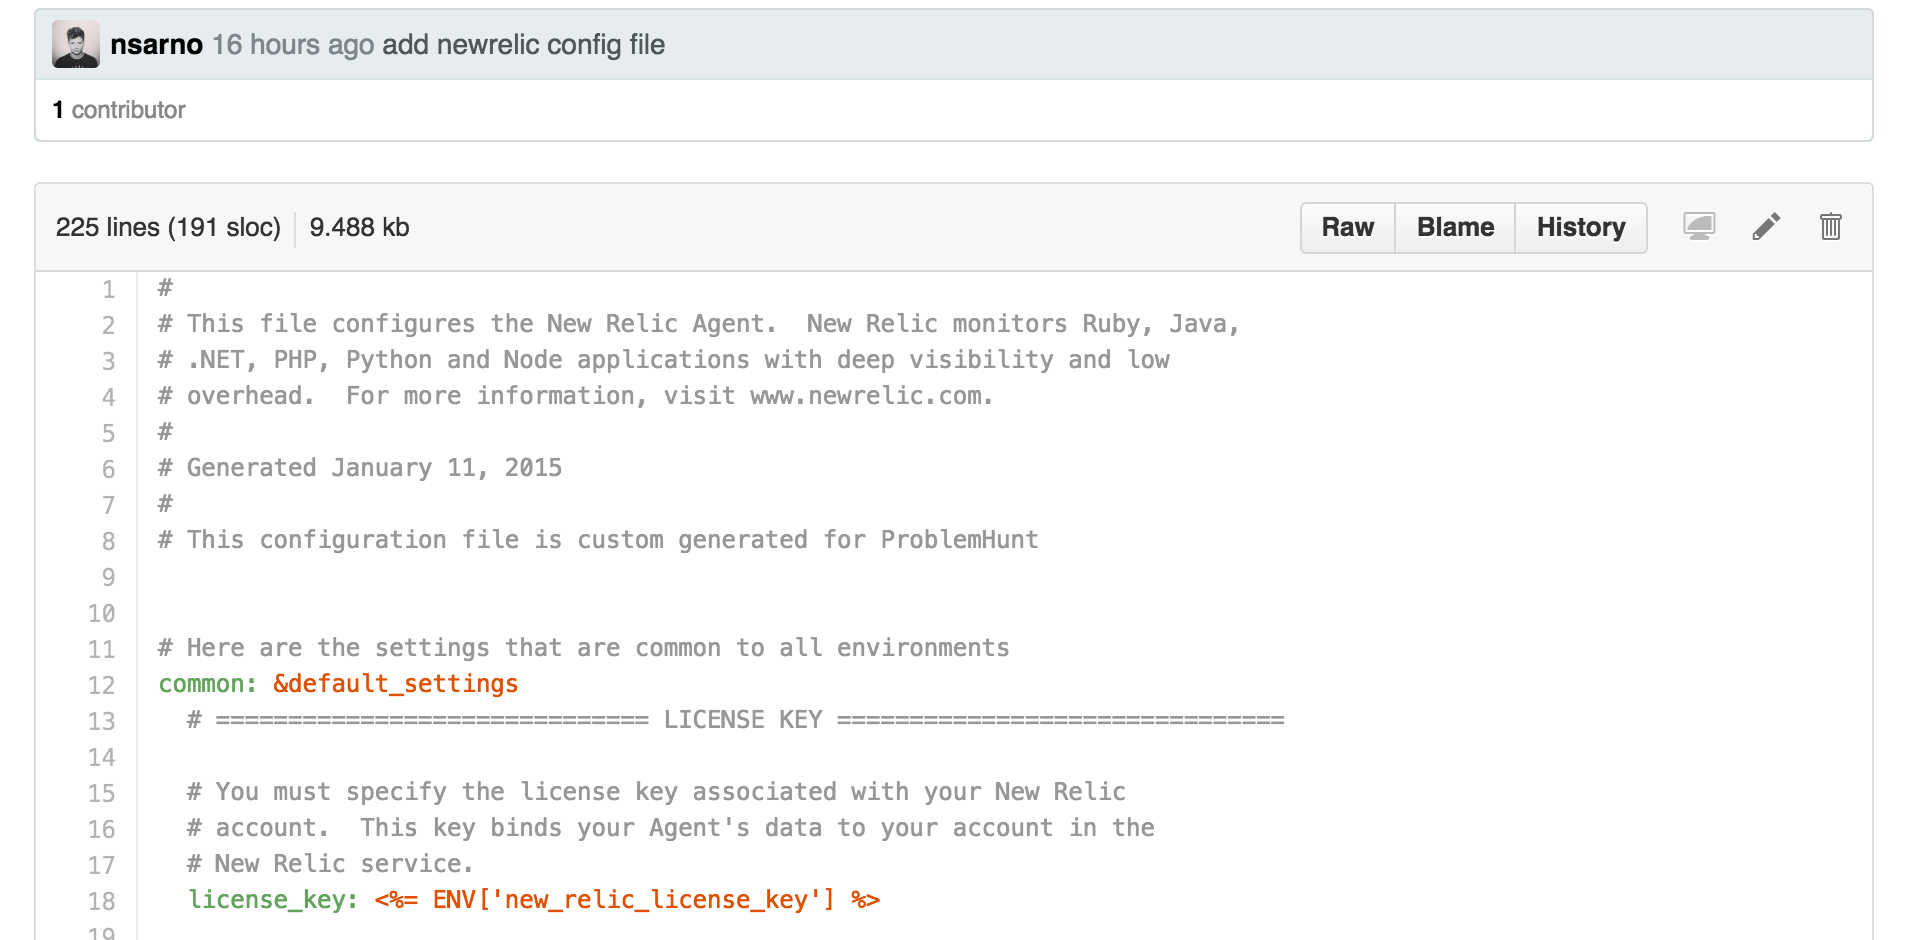 nsarno 16 hours ago add newrelic config file
1 contributor
225 lines (191 sloc) 9.488 kb Raw Blame History
1 #
2 # This file configures the New Relic Agent.  New Relic monitors Ruby, Java,
3 # .NET, PHP, Python and Node applications with deep visibility and low
4 # overhead.  For more information, visit www.newrelic.com.
5 #
6 # Generated January 11, 2015
7 #
8 # This configuration file is custom generated for ProblemHunt
9
10
11 # Here are the settings that are common to all environments
12 common: &default_settings
13   # ============================== LICENSE KEY ===============================
14
15   # You must specify the license key associated with your New Relic
16   # account.  This key binds your Agent's data to your account in the
17   # New Relic service.
18   license_key: <%= ENV['new_relic_license_key'] %>
19